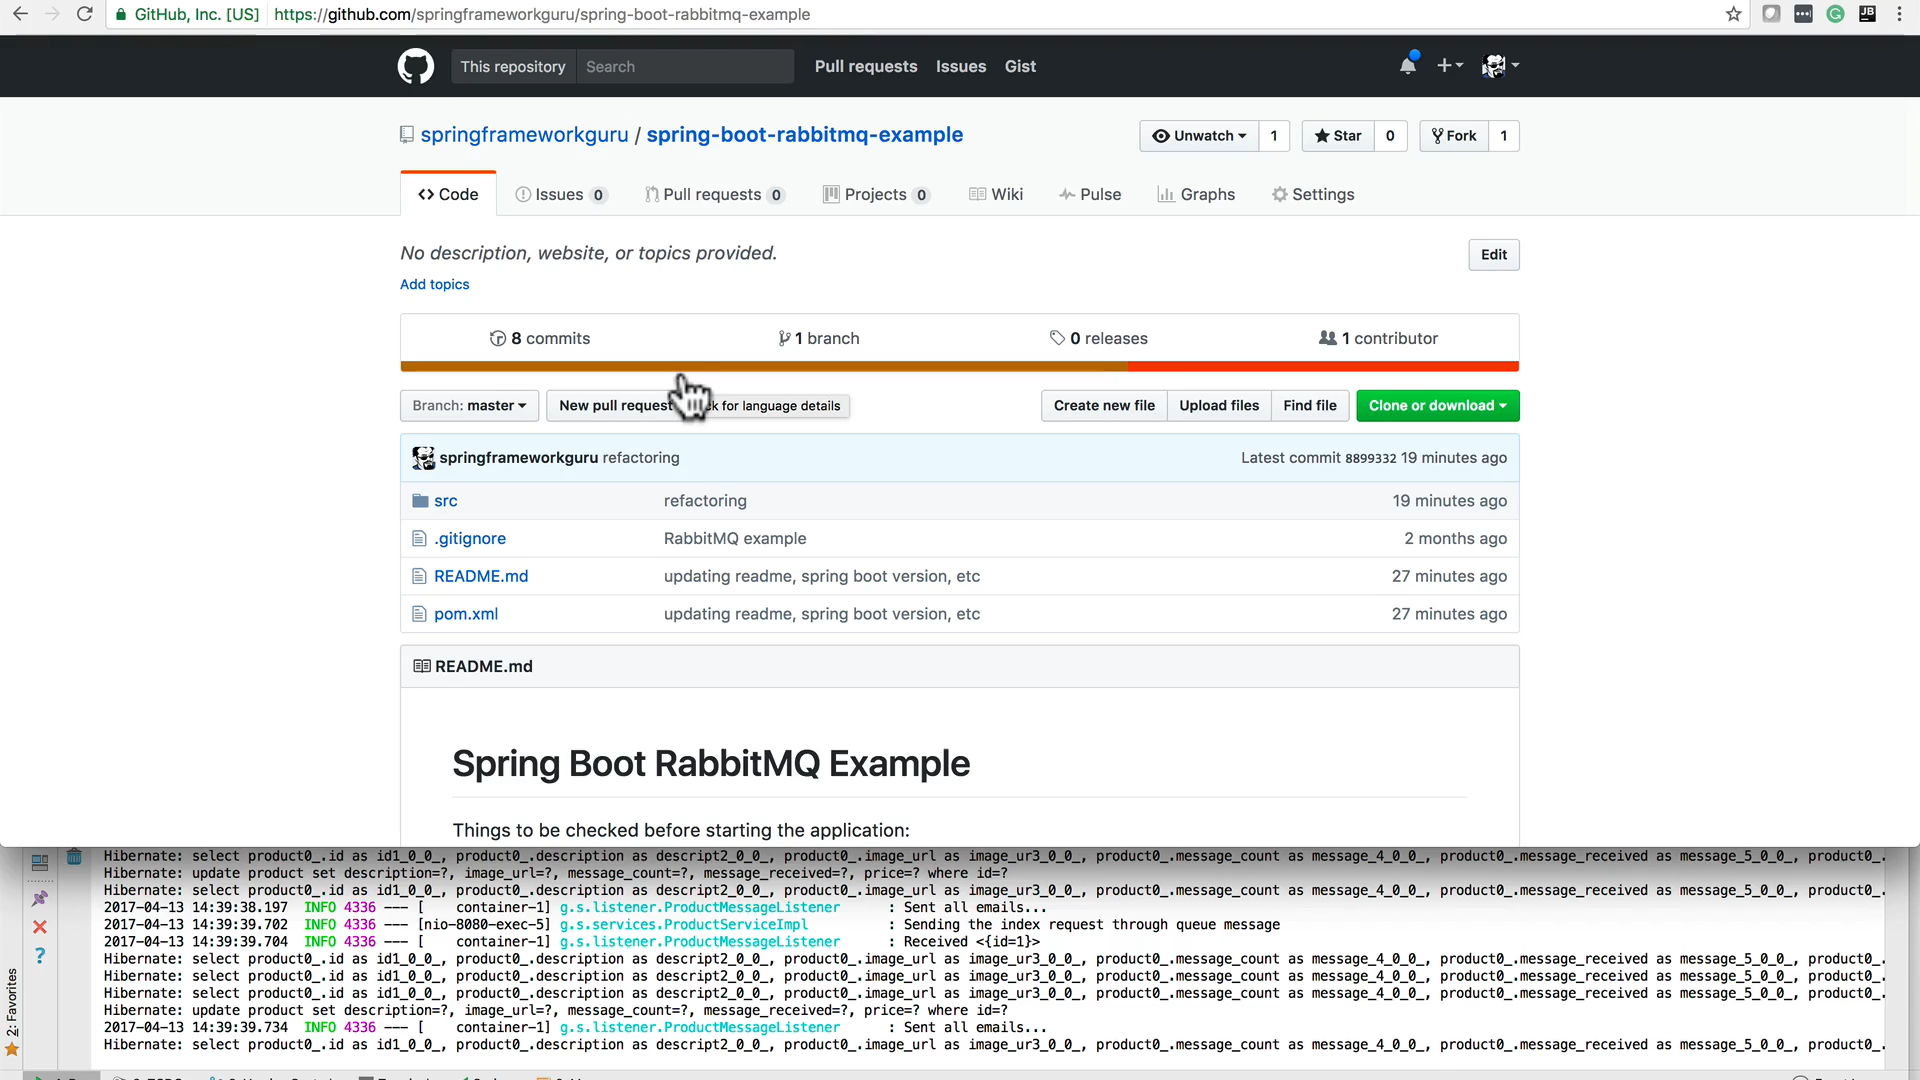 GitHub, Inc. [US] https://github.com/springframeworkguru/spring-boot-rabbitmq-example
JB
This repository Search Pull requests Issues Gist
springframeworkguru / spring-boot-rabbitmq-example Unwatch 1 Star 0 Fork 1
<> Code Issues 0 Pull requests 0 Projects 0 Wiki Pulse Graphs Settings
No description, website, or topics provided. Edit
Add topics
8 commits 1 branch 0 releases 1 contributor
Branch: master New pull request k for language details Create new file Upload files Find file Clone or download
springframeworkguru refactoring Latest commit 8899332 19 minutes ago
src refactoring 19 minutes ago
.gitignore RabbitMQ example 2 months ago
README.md updating readme, spring boot version, etc 27 minutes ago
pom.xml updating readme, spring boot version, etc 27 minutes ago
README.md
Spring Boot RabbitMQ Example
Things to be checked before starting the application:
Hibernate: select product0_.id as id1_0_0_, product0_.description as descript2_0_0_, product0_.image_url as image_ur3_0_0_, product0_.message_count as message_4_0_0_, product0_.message_received as message_5_0_0_, product0_.
Hibernate: update product set description=?, image_url=?, message_count=?, message_received=?, price=? where id=?
Hibernate: select product0_.id as id1_0_0_, product0_.description as descript2_0_0_, product0_.image_url as image_ur3_0_0_, product0_.message_count as message_4_0_0_, product0_.message_received as message_5_0_0_, product0_.
2017-04-13 14:39:38.197 INFO 4336 --- [ container-1] g.s.listener.ProductMessageListener : Sent all emails...
2017-04-13 14:39:39.702 INFO 4336 --- [nio-8080-exec-5] g.s.services.ProductServiceImpl : Sending the index request through queue message
2017-04-13 14:39:39.704 INFO 4336 --- [ container-1] g.s.listener.ProductMessageListener : Received <{id=1}>
Hibernate: select product0_.id as id1_0_0_, product0_.description as descript2_0_0_, product0_.image_url as image_ur3_0_0_, product0_.message_count as message_4_0_0_, product0_.message_received as message_5_0_0_, product0_.
Hibernate: select product0_.id as id1_0_0_, product0_.description as descript2_0_0_, product0_.image_url as image_ur3_0_0_, product0_.message_count as message_4_0_0_, product0_.message_received as message_5_0_0_, product0_.
Hibernate: select product0_.id as id1_0_0_, product0_.description as descript2_0_0_, product0_.image_url as image_ur3_0_0_, product0_.message_count as message_4_0_0_, product0_.message_received as message_5_0_0_, product0_.
Hibernate: update product set description=?, image_url=?, message_count=?, message_received=?, price=? where id=?
2017-04-13 14:39:39.734 INFO 4336 --- [ container-1] g.s.listener.ProductMessageListener : Sent all emails...
Hibernate: select product0_.id as id1_0_0_, product0_.description as descript2_0_0_, product0_.image_url as image_ur3_0_0_, product0_.message_count as message_4_0_0_, product0_.message_received as message_5_0_0_, product0_.
2: Favorites